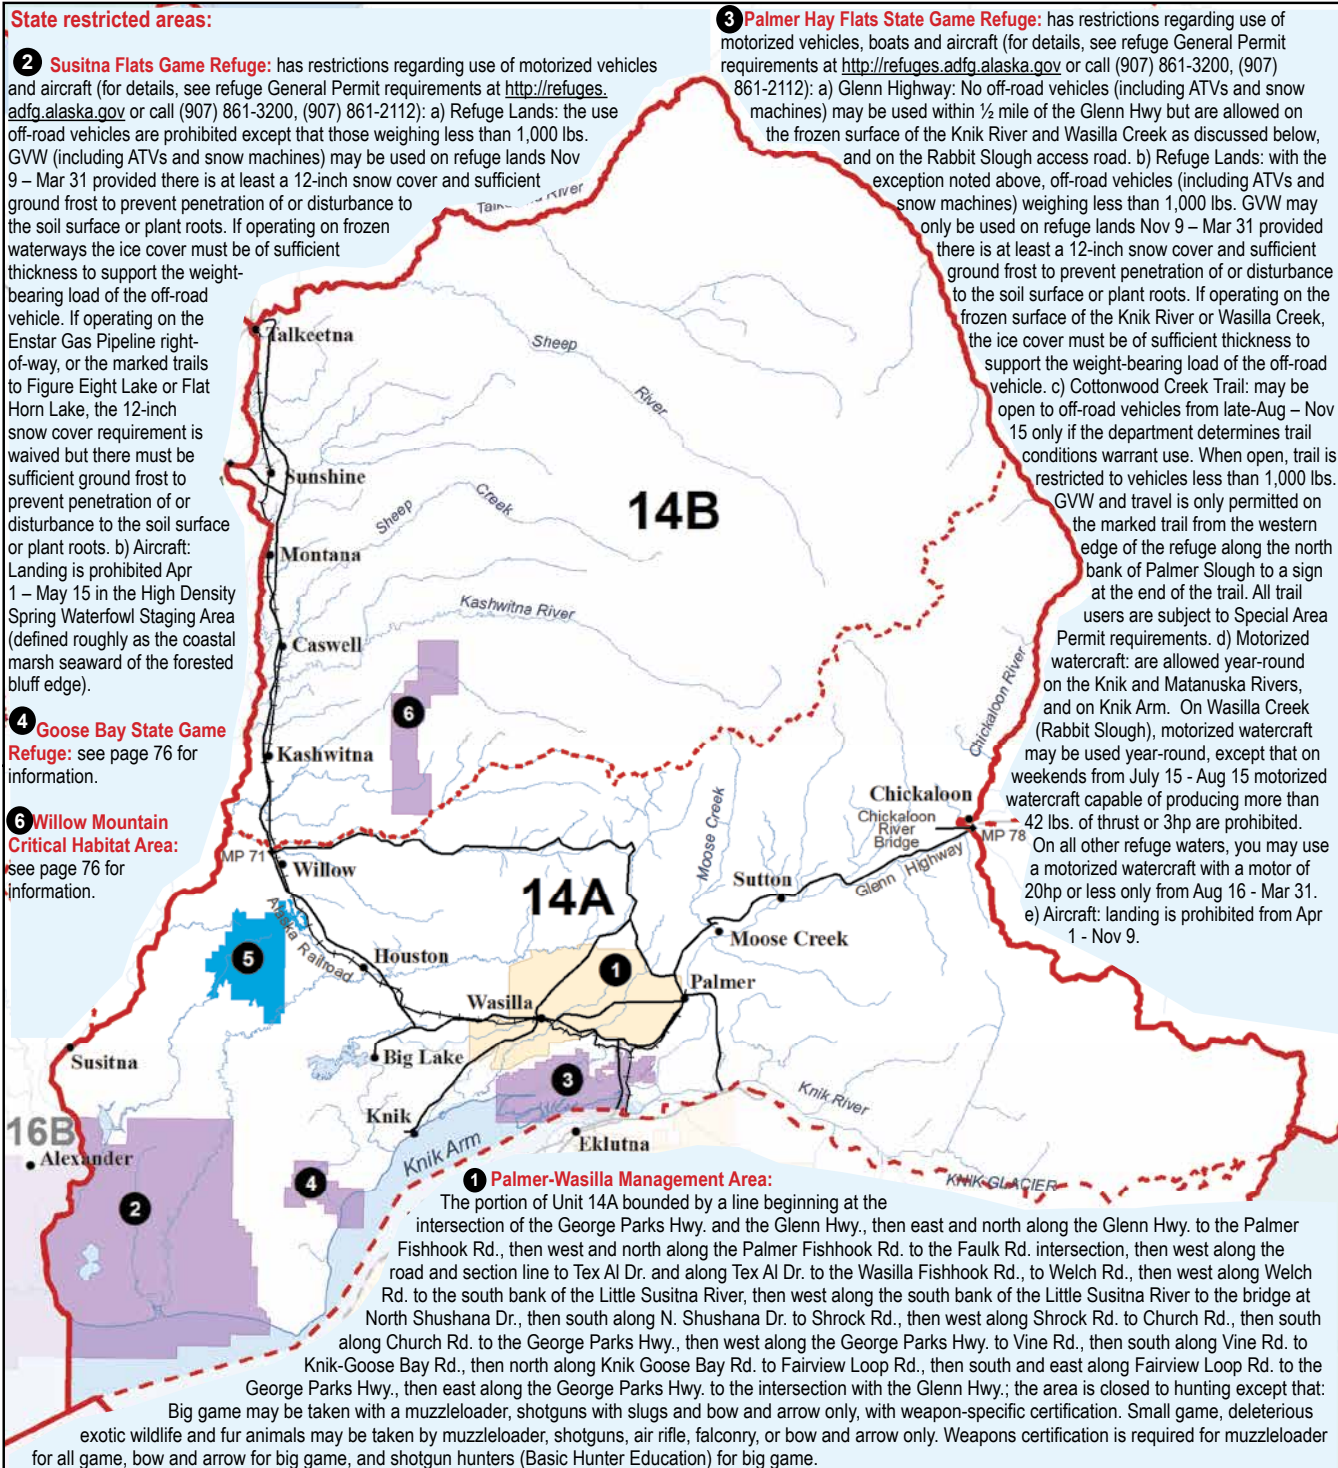 State restricted areas:
2 Susitna Flats Game Refuge: has restrictions regarding use of motorized vehicles
and aircraft (for details, see refuge General Permit requirements at http://refuges.
adfg.alaska.gov or call (907) 861-3200, (907) 861-2112): a) Refuge Lands: the use
off-road vehicles are prohibited except that those weighing less than 1,000 lbs.
GVW (including ATVs and snow machines) may be used on refuge lands Nov
9 – Mar 31 provided there is at least a 12-inch snow cover and sufficient
ground frost to prevent penetration of or disturbance to
the soil surface or plant roots. If operating on frozen
waterways the ice cover must be of sufficient
thickness to support the weight-
bearing load of the off-road
vehicle. If operating on the
Enstar Gas Pipeline right-
of-way, or the marked trails
to Figure Eight Lake or Flat
Horn Lake, the 12-inch
snow cover requirement is
waived but there must be
sufficient ground frost to
prevent penetration of or
disturbance to the soil surface
or plant roots. b) Aircraft:
Landing is prohibited Apr
1 – May 15 in the High Density
Spring Waterfowl Staging Area
(defined roughly as the coastal
marsh seaward of the forested
bluff edge).
4 Goose Bay State Game
Refuge: see page 76 for
information.
6 Willow Mountain
Critical Habitat Area:
see page 76 for
information.
3 Palmer Hay Flats State Game Refuge: has restrictions regarding use of
motorized vehicles, boats and aircraft (for details, see refuge General Permit
requirements at http://refuges.adfg.alaska.gov or call (907) 861-3200, (907)
861-2112): a) Glenn Highway: No off-road vehicles (including ATVs and snow
machines) may be used within ½ mile of the Glenn Hwy but are allowed on
the frozen surface of the Knik River and Wasilla Creek as discussed below,
and on the Rabbit Slough access road. b) Refuge Lands: with the
exception noted above, off-road vehicles (including ATVs and
snow machines) weighing less than 1,000 lbs. GVW may
only be used on refuge lands Nov 9 – Mar 31 provided
there is at least a 12-inch snow cover and sufficient
ground frost to prevent penetration of or disturbance
to the soil surface or plant roots. If operating on the
frozen surface of the Knik River or Wasilla Creek,
the ice cover must be of sufficient thickness to
support the weight-bearing load of the off-road
vehicle. c) Cottonwood Creek Trail: may be
open to off-road vehicles from late-Aug – Nov
15 only if the department determines trail
conditions warrant use. When open, trail is
restricted to vehicles less than 1,000 lbs.
GVW and travel is only permitted on
the marked trail from the western
edge of the refuge along the north
bank of Palmer Slough to a sign
at the end of the trail. All trail
users are subject to Special Area
Permit requirements. d) Motorized
watercraft: are allowed year-round
on the Knik and Matanuska Rivers,
and on Knik Arm. On Wasilla Creek
(Rabbit Slough), motorized watercraft
may be used year-round, except that on
weekends from July 15 - Aug 15 motorized
watercraft capable of producing more than
42 lbs. of thrust or 3hp are prohibited.
On all other refuge waters, you may use
a motorized watercraft with a motor of
20hp or less only from Aug 16 - Mar 31.
e) Aircraft: landing is prohibited from Apr
1 - Nov 9.
River
Talkeetna
Sheep
River
Sunshine
14B
Sheep
Creek
Montana
Kashwitna River
Caswell
Chickaloon River
6
Kashwitna
Chickaloon
Chickaloon
River
Bridge
MP 78
Moose Creek
MP 71
Willow
Glenn Highway
Sutton
14A
Alaska Railroad
Moose Creek
5
Houston
1
Palmer
Wasilla
Susitna
Big Lake
3
Knik River
Knik
16B
Eklutna
Knik Arm
Alexander
4
KNIK GLACIER
2
1 Palmer-Wasilla Management Area:
The portion of Unit 14A bounded by a line beginning at the
intersection of the George Parks Hwy. and the Glenn Hwy., then east and north along the Glenn Hwy. to the Palmer
Fishhook Rd., then west and north along the Palmer Fishhook Rd. to the Faulk Rd. intersection, then west along the
road and section line to Tex Al Dr. and along Tex Al Dr. to the Wasilla Fishhook Rd., to Welch Rd., then west along Welch
Rd. to the south bank of the Little Susitna River, then west along the south bank of the Little Susitna River to the bridge at
North Shushana Dr., then south along N. Shushana Dr. to Shrock Rd., then west along Shrock Rd. to Church Rd., then south
along Church Rd. to the George Parks Hwy., then west along the George Parks Hwy. to Vine Rd., then south along Vine Rd. to
Knik-Goose Bay Rd., then north along Knik Goose Bay Rd. to Fairview Loop Rd., then south and east along Fairview Loop Rd. to the
George Parks Hwy., then east along the George Parks Hwy. to the intersection with the Glenn Hwy.; the area is closed to hunting except that:
Big game may be taken with a muzzleloader, shotguns with slugs and bow and arrow only, with weapon-specific certification. Small game, deleterious
exotic wildlife and fur animals may be taken by muzzleloader, shotguns, air rifle, falconry, or bow and arrow only. Weapons certification is required for muzzleloader
for all game, bow and arrow for big game, and shotgun hunters (Basic Hunter Education) for big game.